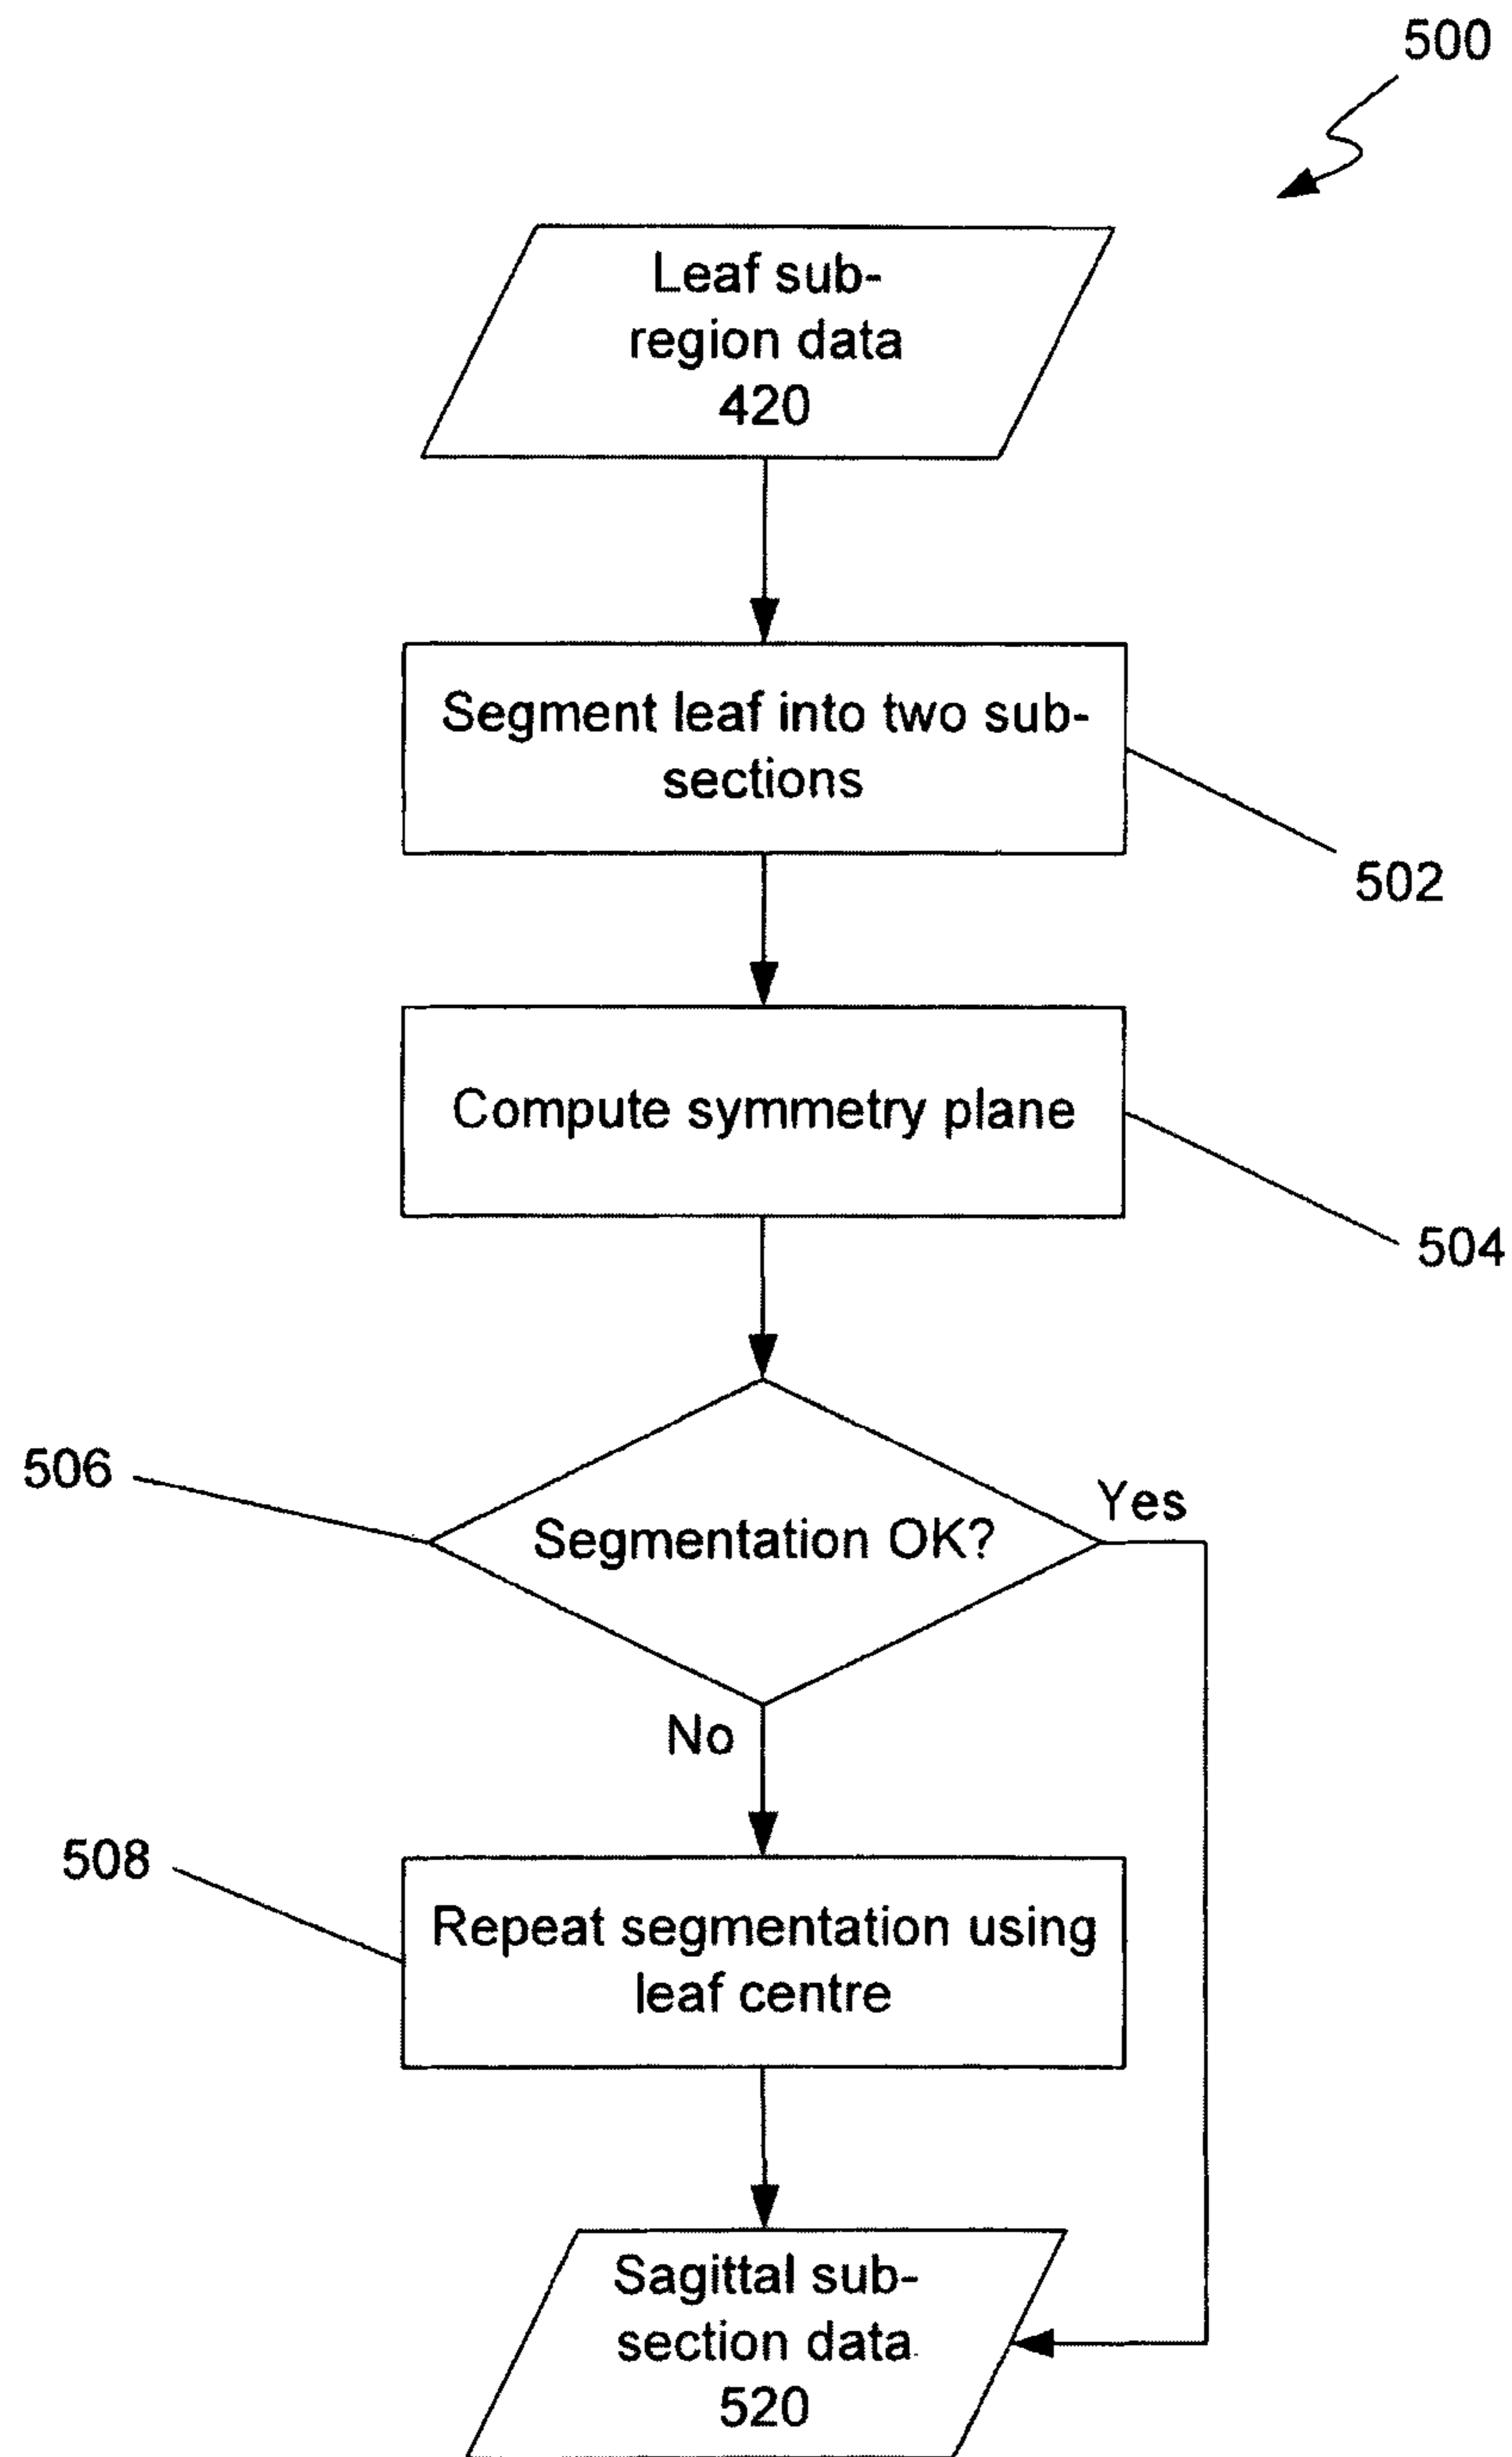 500
Leaf sub-
region data
420
Segment leaf into two sub-
sections
502
Compute symmetry plane
504
506
Segmentation OK?
Yes
No
508
Repeat segmentation using
leaf centre
Sagittal sub-
section data
520